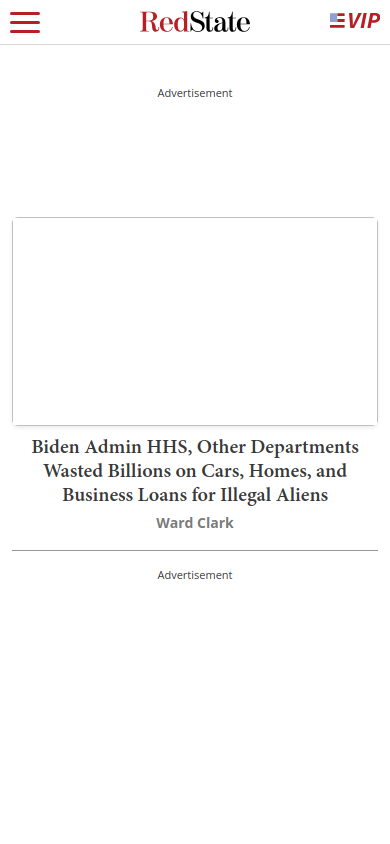 RedState
VIP
Advertisement
Biden Admin HHS, Other Departments
Wasted Billions on Cars, Homes, and
Business Loans for Illegal Aliens
Ward Clark
Advertisement